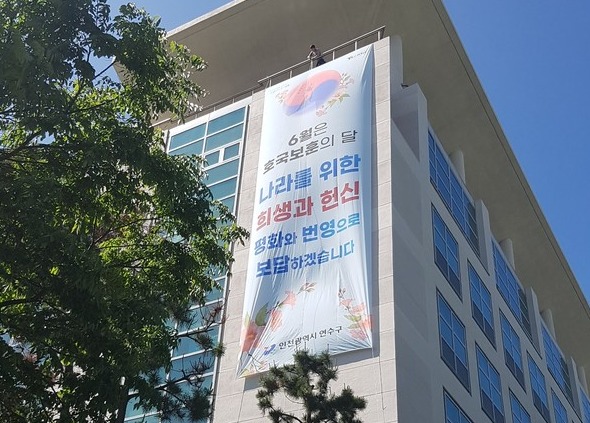 6월은
호국보훈의 달
나라를 위한
희생과 헌신
평화와 번영으로
보답하겠습니다
인천광역시 연수구